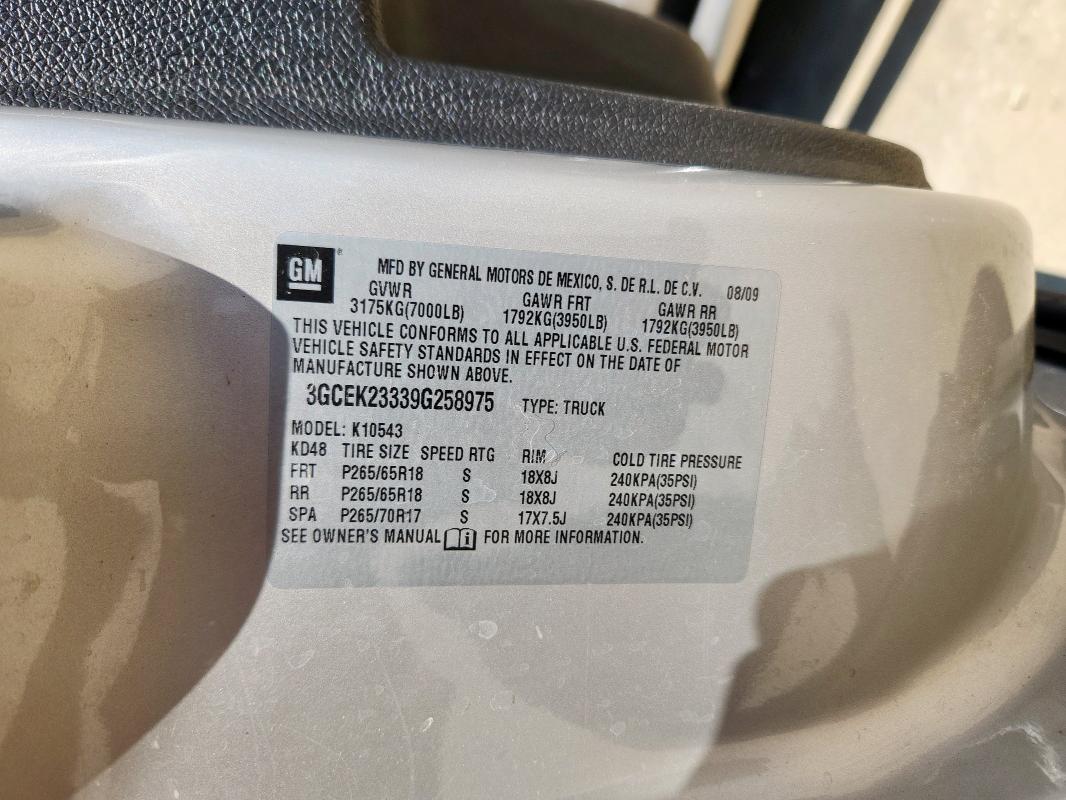 GM ®
MFD BY GENERAL MOTORS DE MEXICO, S. DE R.L. DE C.V. 08/09
GVWR GAWR FRT GAWR RR
3175KG(7000LB) 1792KG(3950LB) 1792KG(3950LB)
THIS VEHICLE CONFORMS TO ALL APPLICABLE U.S. FEDERAL MOTOR
VEHICLE SAFETY STANDARDS IN EFFECT ON THE DATE OF
MANUFACTURE SHOWN ABOVE.
3GCEK23339G258975 TYPE: TRUCK
MODEL: K10543
KD48 TIRE SIZE SPEED RTG RIM COLD TIRE PRESSURE
FRT P265/65R18 S 18X8J 240KPA(35PSI)
RR P265/65R18 S 18X8J 240KPA(35PSI)
SPA P265/70R17 S 17X7.5J 240KPA(35PSI)
SEE OWNER'S MANUAL i FOR MORE INFORMATION.